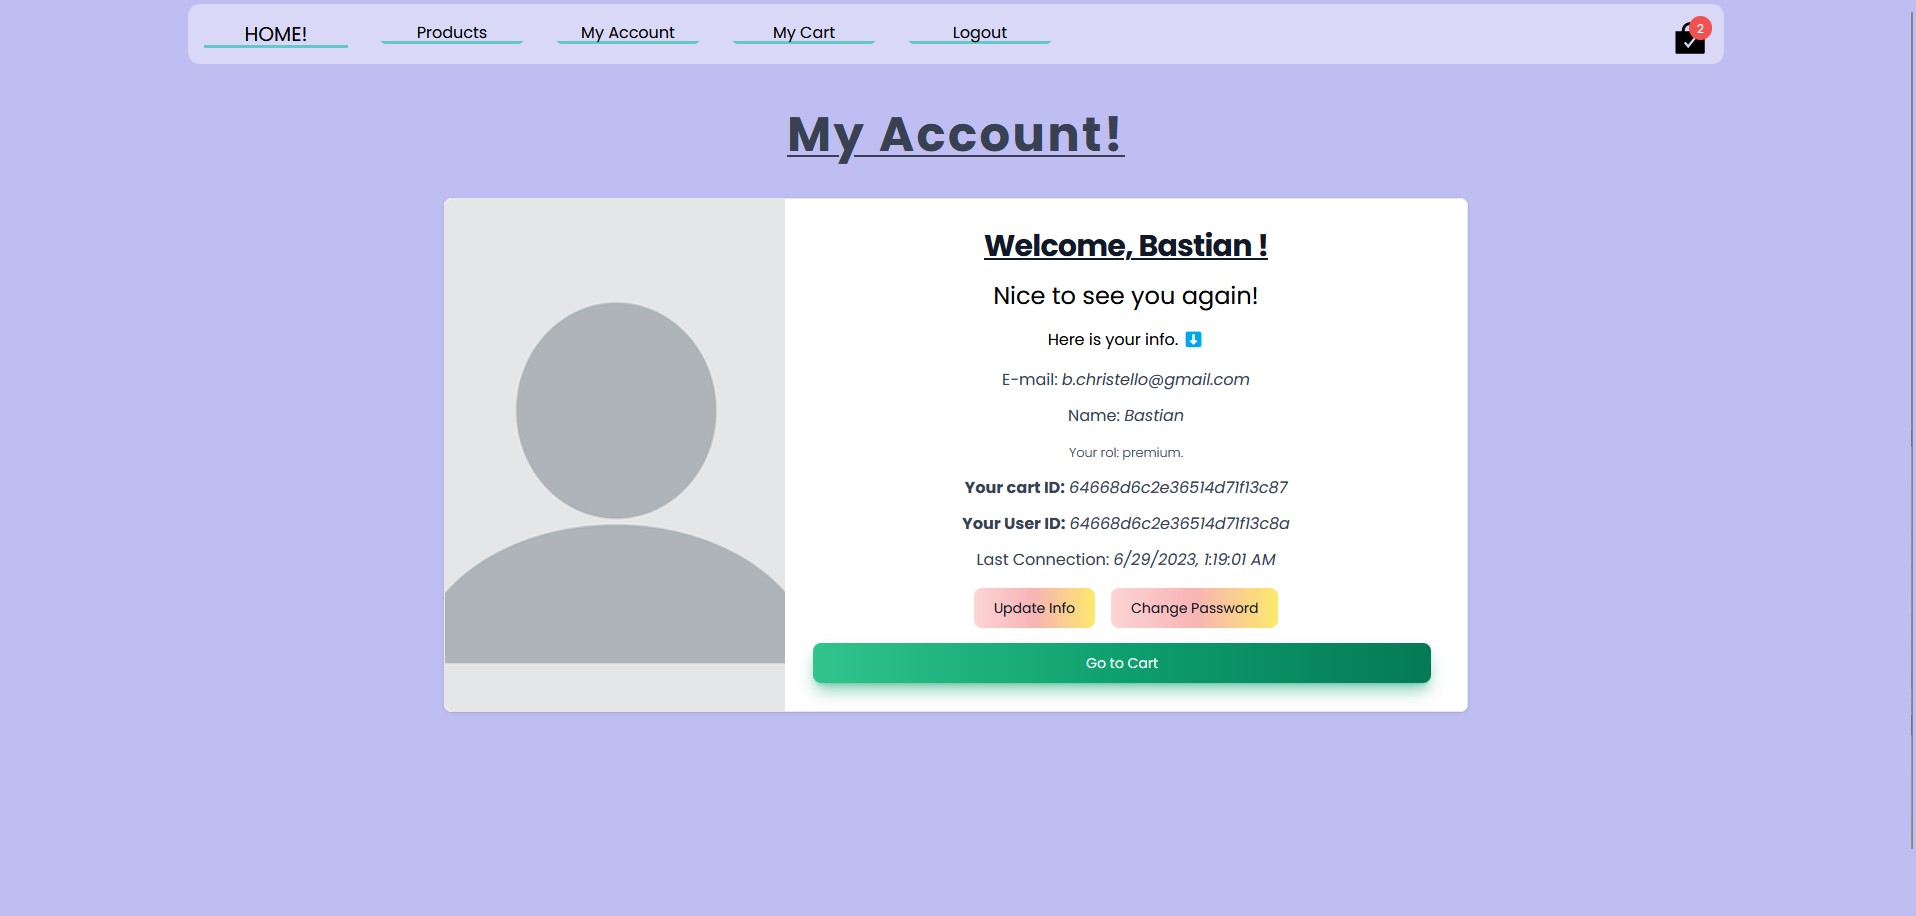 HOME!
Products
My Account
My Cart
Logout
2
My Account!
Welcome, Bastian !
Nice to see you again!
Here is your info. ⬇️
E-mail: b.christello@gmail.com
Name: Bastian
Your rol: premium.
Your cart ID: 64668d6c2e36514d71f13c87
Your User ID: 64668d6c2e36514d71f13c8a
Last Connection: 6/29/2023, 1:19:01 AM
Update Info
Change Password
Go to Cart